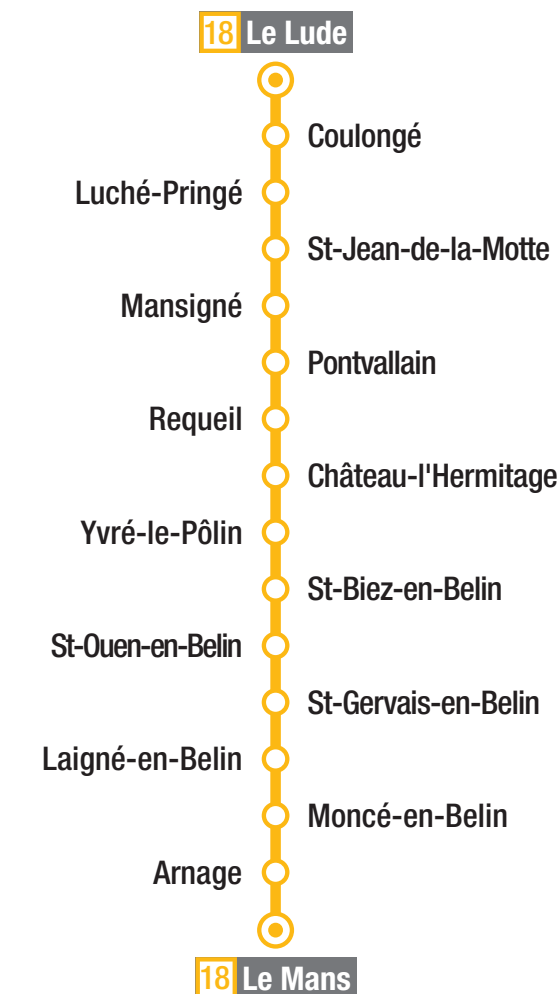 18 Le Lude
Coulongé
Luché-Pringé
St-Jean-de-la-Motte
Mansigné
Pontvallain
Requeil
Château-l'Hermitage
Yvré-le-Pôlin
St-Biez-en-Belin
St-Ouen-en-Belin
St-Gervais-en-Belin
Laigné-en-Belin
Moncé-en-Belin
Arnage
18 Le Mans